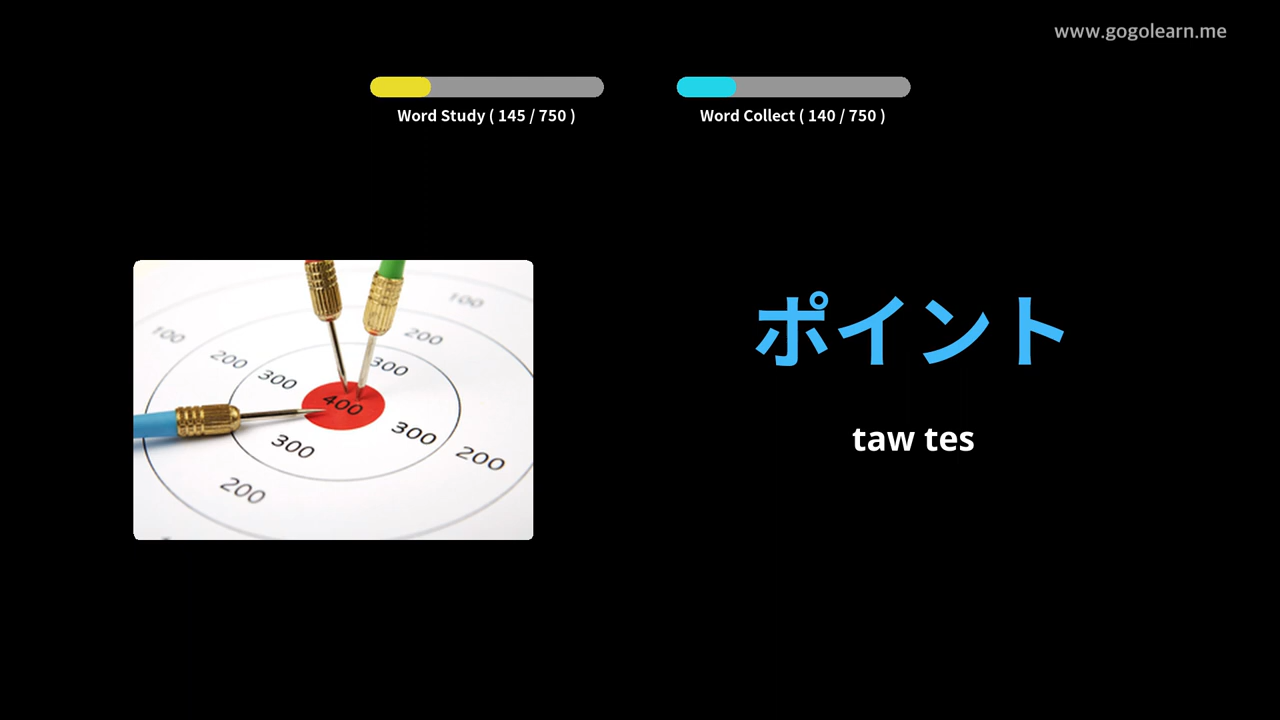 www.gogolearn.me
Word Study ( 145 / 750 )
Word Collect ( 140 / 750 )
100
100
200
200
300
300
400
300
300
200
200
ポイント
taw tes